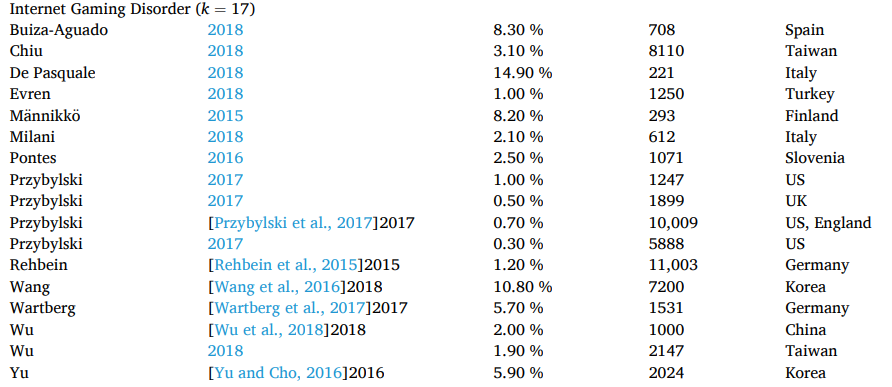 Internet Gaming Disorder (k = 17)
Buiza-Aguado 2018 8.30 % 708 Spain
Chiu 2018 3.10 % 8110 Taiwan
De Pasquale 2018 14.90 % 221 Italy
Evren 2018 1.00 % 1250 Turkey
Männikkö 2015 8.20 % 293 Finland
Milani 2018 2.10 % 612 Italy
Pontes 2016 2.50 % 1071 Slovenia
Przybylski 2017 1.00 % 1247 US
Przybylski 2017 0.50 % 1899 UK
Przybylski [Przybylski et al., 2017]2017 0.70 % 10,009 US, England
Przybylski 2017 0.30 % 5888 US
Rehbein [Rehbein et al., 2015]2015 1.20 % 11,003 Germany
Wang [Wang et al., 2016]2018 10.80 % 7200 Korea
Wartberg [Wartberg et al., 2017]2017 5.70 % 1531 Germany
Wu [Wu et al., 2018]2018 2.00 % 1000 China
Wu 2018 1.90 % 2147 Taiwan
Yu [Yu and Cho, 2016]2016 5.90 % 2024 Korea